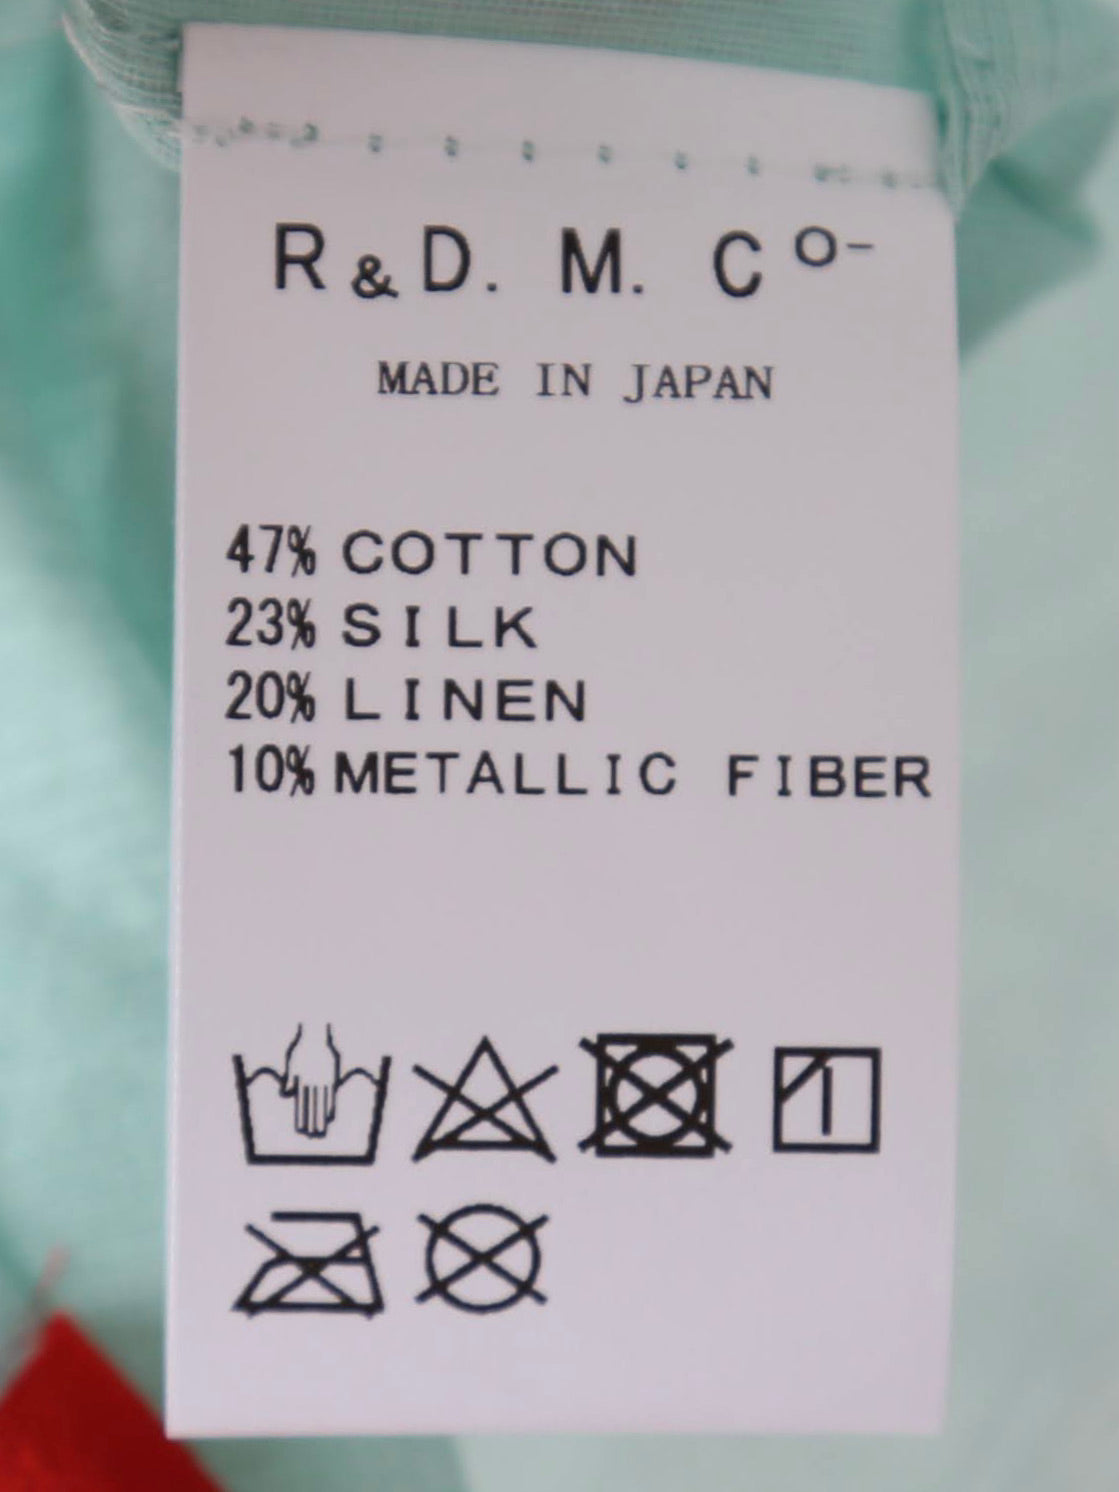 R&D. M. Cº-
MADE IN JAPAN
47% COTTON
23% SILK
20% LINEN
10% METALLIC FIBER